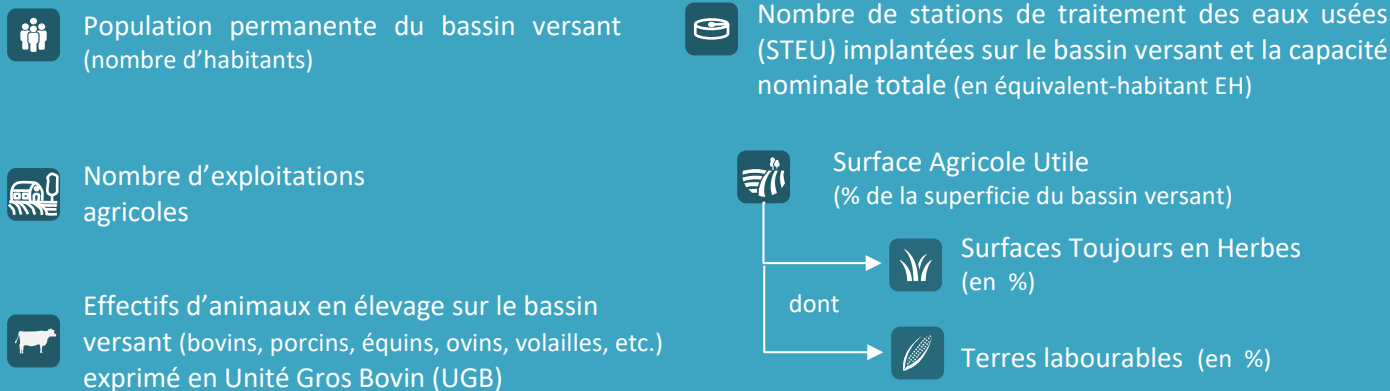 Population permanente du bassin versant
(nombre d’habitants)
Nombre d’exploitations
agricoles
Effectifs d’animaux en élevage sur le bassin
versant (bovins, porcins, équins, ovins, volailles, etc.)
exprimé en Unité Gros Bovin (UGB)
Nombre de stations de traitement des eaux usées
(STEU) implantées sur le bassin versant et la capacité
nominale totale (en équivalent-habitant EH)
Surface Agricole Utile
(% de la superficie du bassin versant)
dont
Surfaces Toujours en Herbes
(en %)
Terres labourables (en %)